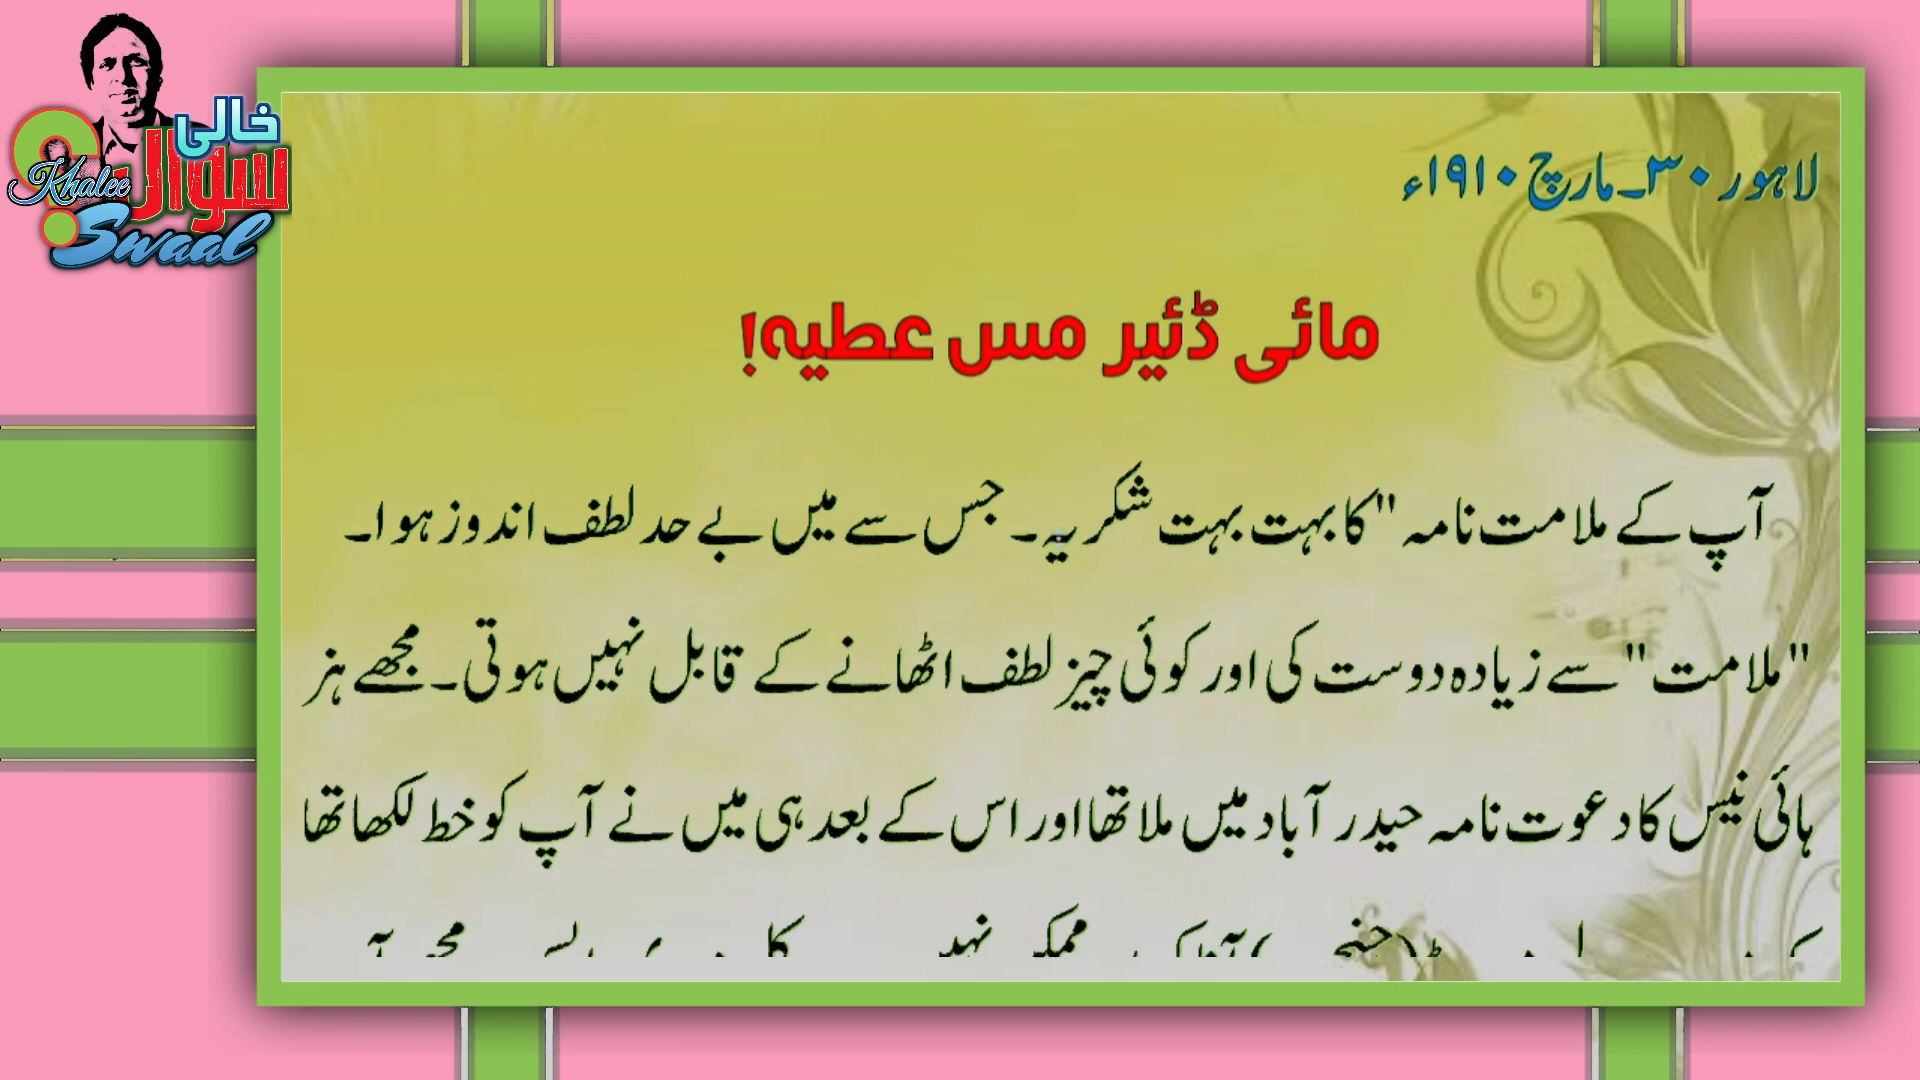 خالی
سوال
Khalee
Swaal
لاہور ۳۰۔مارچ ۱۹۱۰ء
مائی ڈئیر مس عطیہ!
آپ کے ملامت نامہ "کا بہت بہت شکریہ۔ جس سے میں بے حد لطف اندوز ہوا۔
"ملامت" سے زیادہ دوست کی اور کوئی چیز لطف اٹھانے کے قابل نہیں ہوتی۔ مجھے ہز
ہائی نیس کا دعوت نامہ حیدر آباد میں ملا تھا اور اس کے بعد ہی میں نے آپ کو خط لکھا تھا